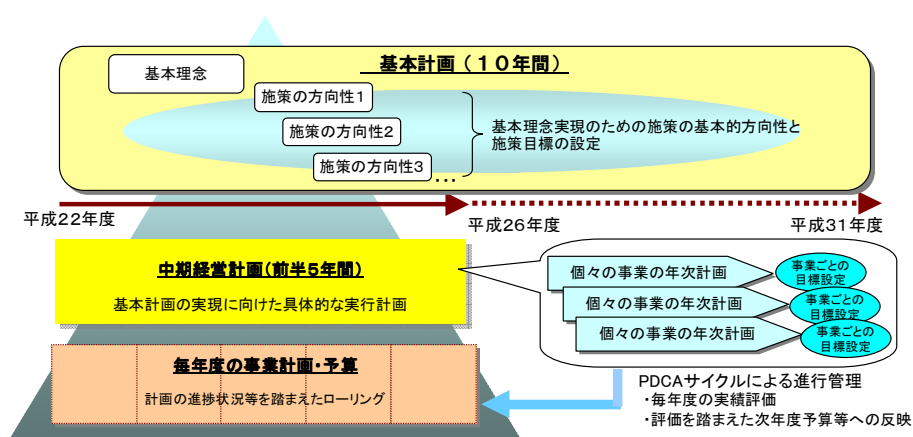 基本計画（１０年間）
基本理念
施策の方向性1
施策の方向性2
施策の方向性3
…
基本理念実現のための施策の基本的方向性と
施策目標の設定
平成22年度
平成26年度
平成31年度
中期経営計画(前半5年間)
基本計画の実現に向けた具体的な実行計画
個々の事業の年次計画
事業ごとの
目標設定
個々の事業の年次計画
事業ごとの
目標設定
個々の事業の年次計画
事業ごとの
目標設定
毎年度の事業計画・予算
計画の進捗状況等を踏まえたローリング
PDCAサイクルによる進行管理
・毎年度の実績評価
・評価を踏まえた次年度予算等への反映